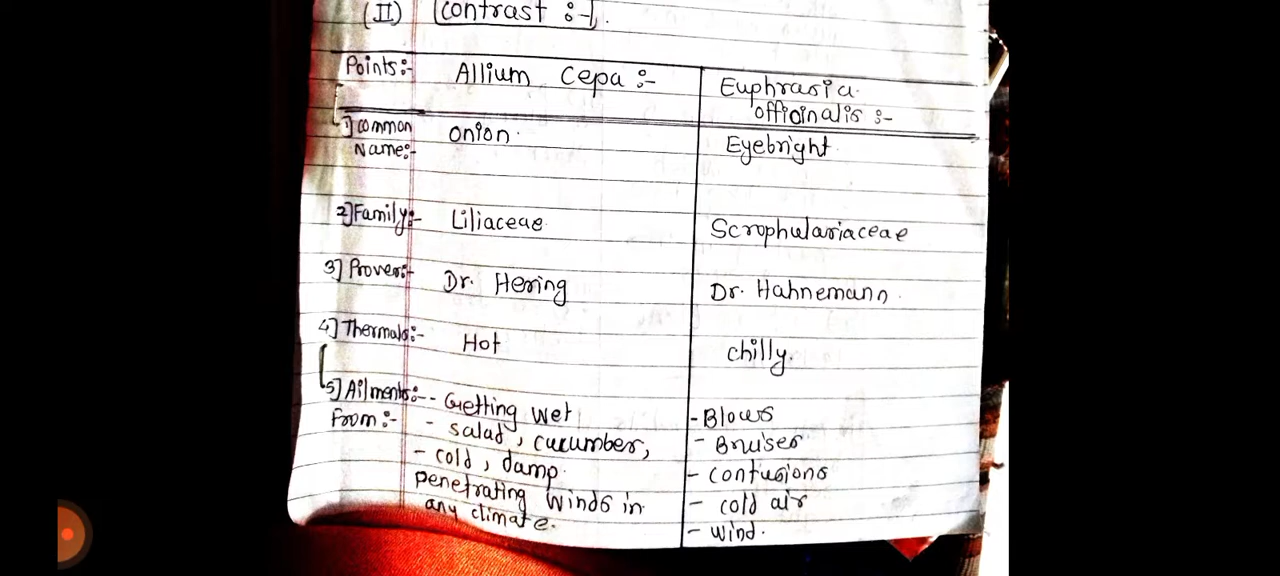 (II) Contrast :-
Points:- Allium Cepa :- Euphrasia
officinalis :-
1] Common Onion. Eyebright
Name:-
2] Family:- Liliaceae Scrophulariaceae
3] Prover:- Dr. Hering Dr. Hahnemann.
4] Thermals:- Hot chilly.
5] Ailments:- - Getting wet - Blows
from:- - salad, cucumber, - Bruises
- cold, damp. - contusions
penetrating winds in - cold air
any climate. - wind.